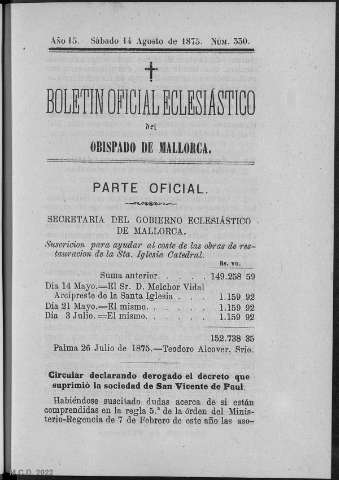 Año 15. Sábado 14 Agosto de 1875. Núm. 350.
BOLETIN OFICIAL ECLESIÁSTICO
del
OBISPADO DE MALLORCA.
PARTE OFICIAL.
SECRETARIA DEL GOBIERNO ECLESIÁSTICO
DE MALLORCA.
Suscricion para ayudar al coste de las obras de res-
tauracion de la Sta. Iglesia Catedral.
Rs. vn.
Suma anterior. . . . . 149.258 59
Dia 14 Mayo.—El Sr. D. Melchor Vidal
Arcipreste de la Santa Iglesia . . . . 1.159 92
Dia 21 Mayo.—El mismo. . . . . . 1.159 92
Dia 3 Julio.—El mismo. . . . . . 1.159 92
152.738 35
Palma 26 Julio de 1875.—Teodoro Alcover, Srio.
Circular declarando derogado el decreto que
suprimió la sociedad de San Vicente de Paul.
Habiéndose suscitado dudas acerca de si están
comprendidas en la regla 5.ª de la órden del Minis-
terio-Regencia de 7 de Febrero de este año las aso-
M.C.D. 2022